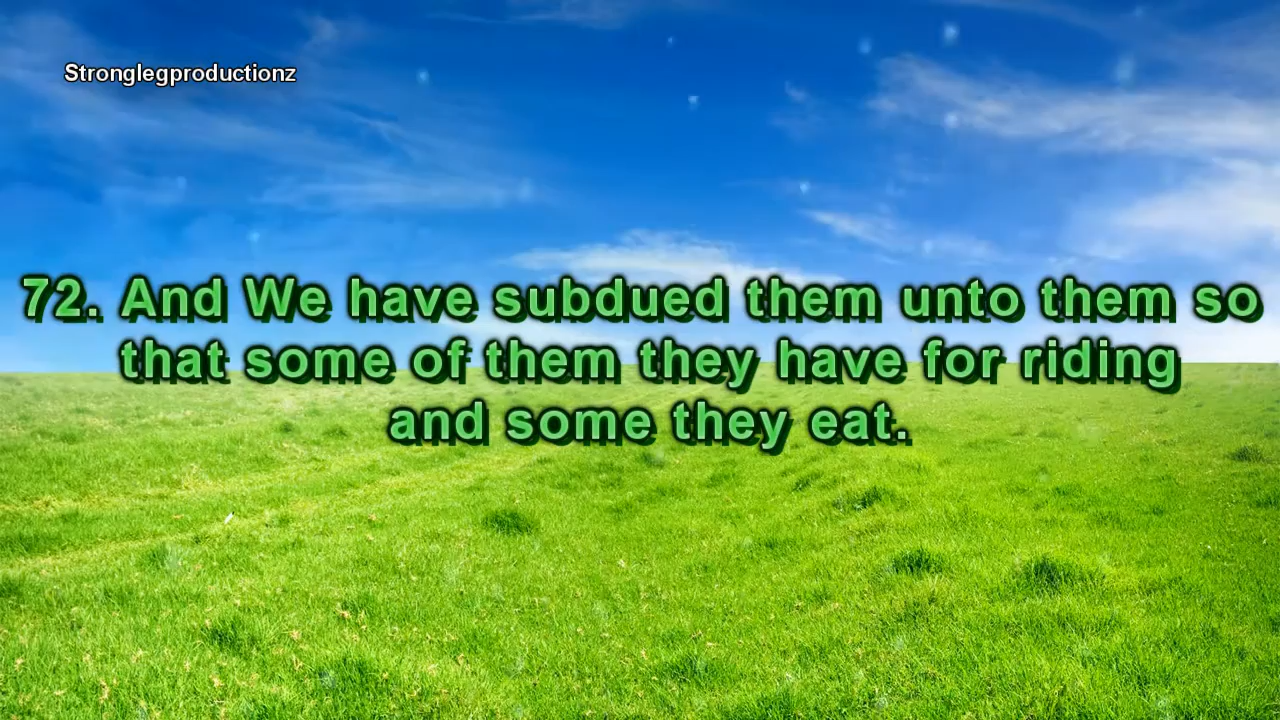 Stronglegproductionz
72. And We have subdued them unto them so
that some of them they have for riding
and some they eat.